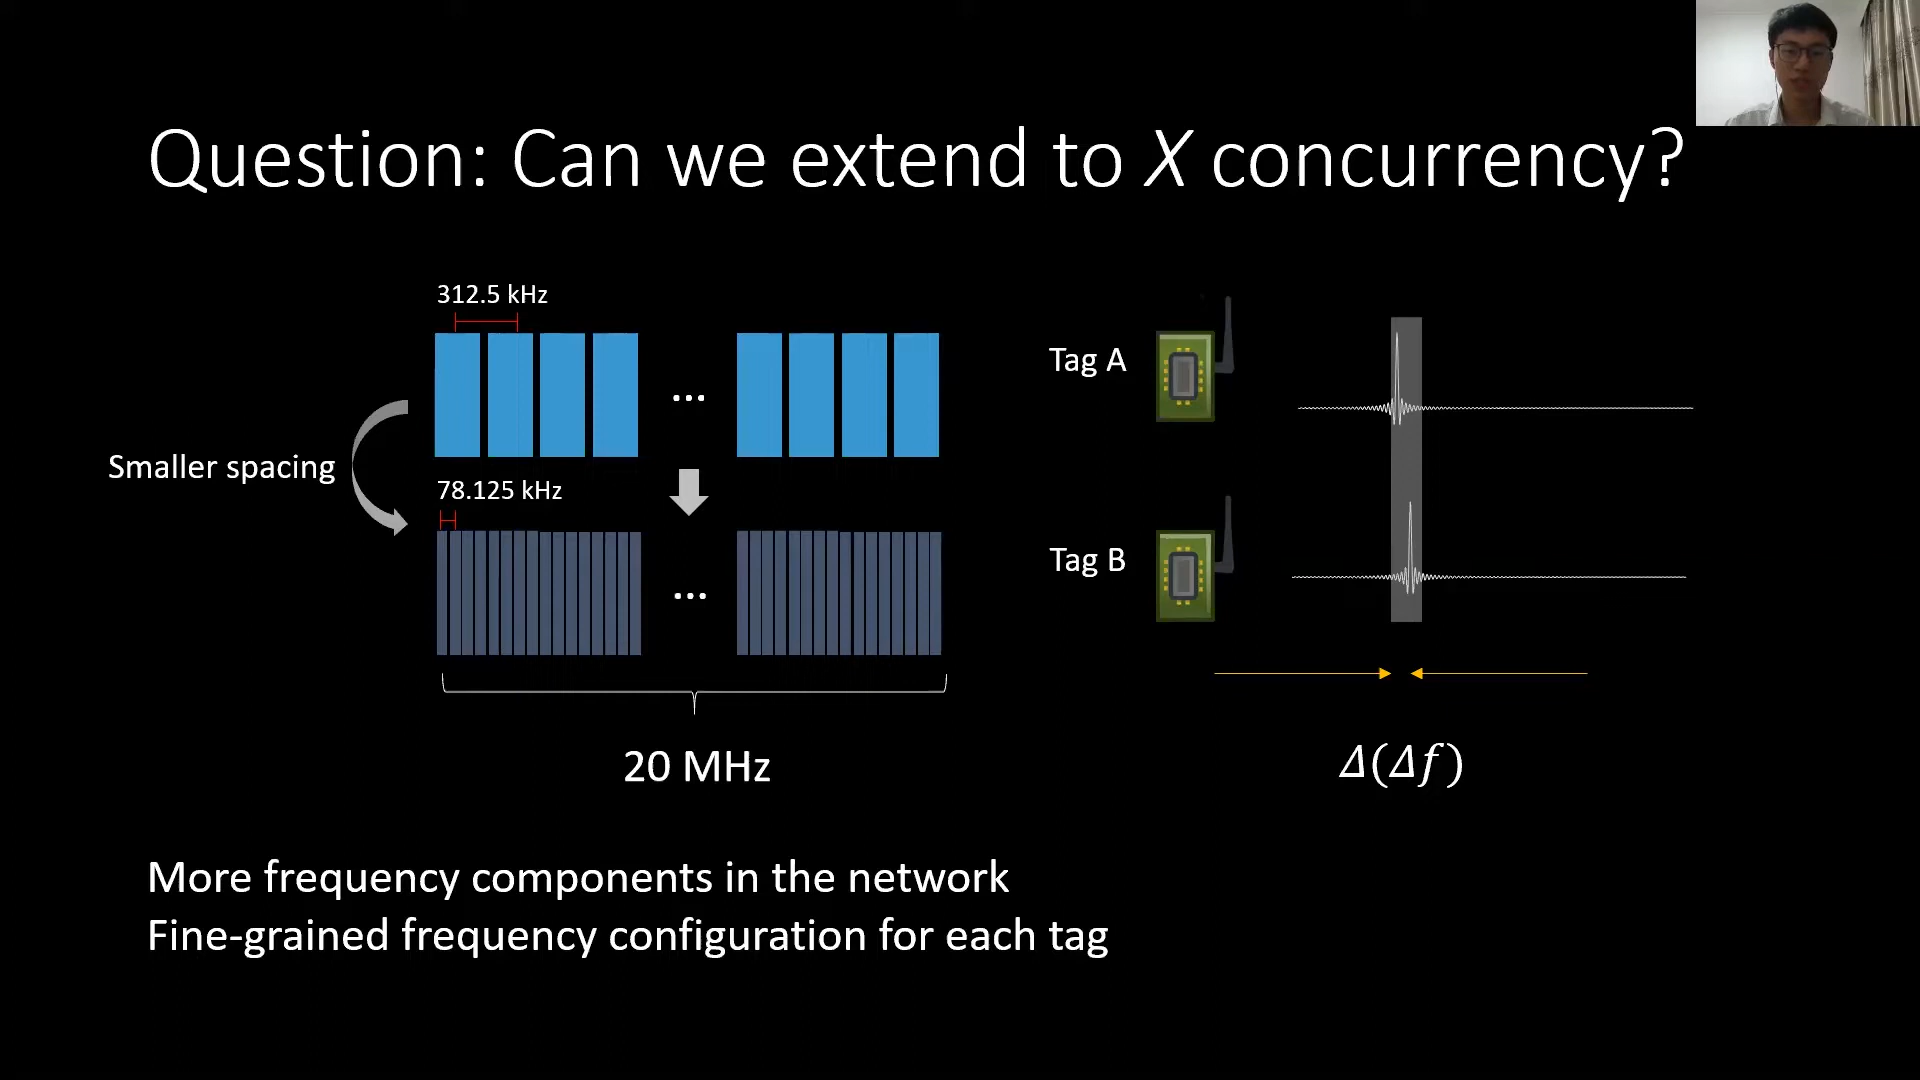 Question: Can we extend to X concurrency?
312.5 kHz
...
Smaller spacing
78.125 kHz
...
20 MHz
Tag A
Tag B
Δ(Δf)
More frequency components in the network
Fine-grained frequency configuration for each tag